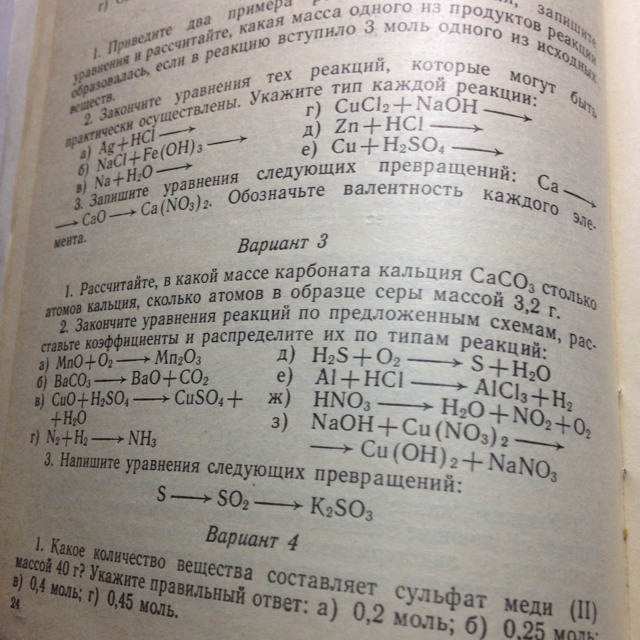 1. Приведите два примера запишите
уравнения и рассчитайте, какая масса одного из продуктов реакции
образовалась, если в реакцию вступило 3 моль одного из исходных
веществ.
2. Закончите уравнения тех реакций, которые могут быть
практически осуществлены. Укажите тип каждой реакции:
а) Ag+HCl ⟶
б) NaCl+Fe(OH)₃ ⟶
в) Na+H₂O ⟶
г) CuCl₂+NaOH ⟶
д) Zn+HCl ⟶
е) Cu+H₂SO₄ ⟶
3. Запишите уравнения следующих превращений: Ca ⟶
⟶ CaO ⟶ Ca(NO₃)₂. Обозначьте валентность каждого эле-
мента.
Вариант 3
1. Рассчитайте, в какой массе карбоната кальция CaCO₃ столько
атомов кальция, сколько атомов в образце серы массой 3,2 г.
2. Закончите уравнения реакций по предложенным схемам, рас-
ставьте коэффициенты и распределите их по типам реакций:
а) MnO+O₂ ⟶ Mn₂O₃
б) BaCO₃ ⟶ BaO+CO₂
в) CuO+H₂SO₄ ⟶ CuSO₄+
+H₂O
г) N₂+H₂ ⟶ NH₃
д) H₂S+O₂ ⟶ S+H₂O
е) Al+HCl ⟶ AlCl₃+H₂
ж) HNO₃ ⟶ H₂O+NO₂+O₂
з) NaOH+Cu(NO₃)₂ ⟶
⟶ Cu(OH)₂+NaNO₃
3. Напишите уравнения следующих превращений:
S ⟶ SO₂ ⟶ K₂SO₃
Вариант 4
1. Какое количество вещества составляет сульфат меди (II)
массой 40 г? Укажите правильный ответ: а) 0,2 моль; б) 0,25 моль;
в) 0,4 моль; г) 0,45 моль.
24